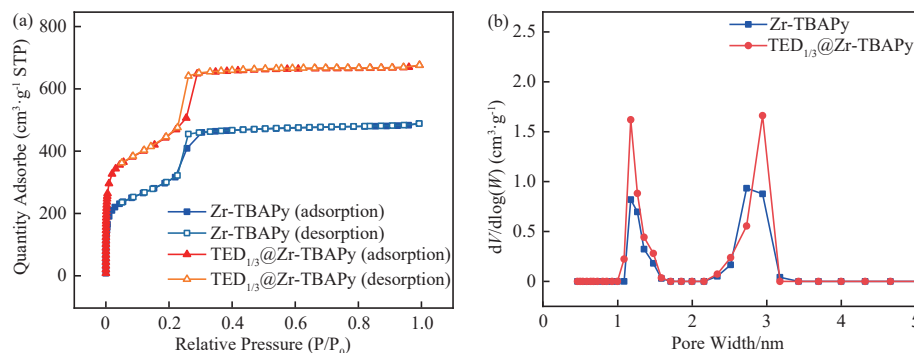 (a)
800
600
400
200
0
Quantity Adsorbe (cm³·g⁻¹ STP)
Zr-TBAPy (adsorption)
Zr-TBAPy (desorption)
TED₁/₃@Zr-TBAPy (adsorption)
TED₁/₃@Zr-TBAPy (desorption)
0 0.2 0.4 0.6 0.8 1.0
Relative Pressure (P/P₀)
(b)
Zr-TBAPy
TED₁/₃@Zr-TBAPy
2.5
2.0
1.5
1.0
0.5
0.0
dV/dlog(W) (cm³·g⁻¹)
0 1 2 3 4 5
Pore Width/nm